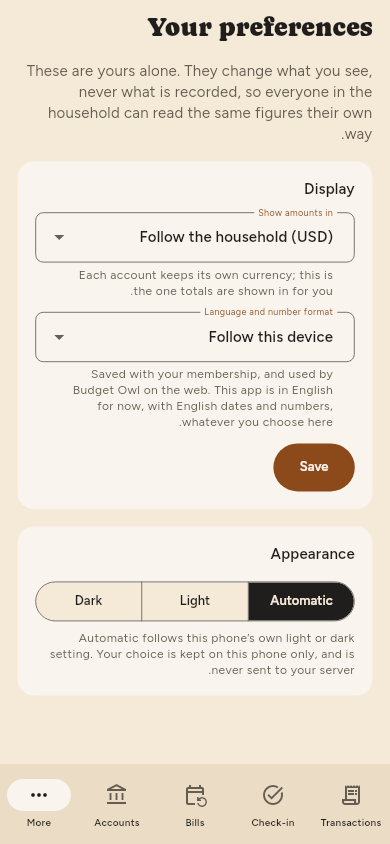 Your preferences
These are yours alone. They change what you see,
never what is recorded, so everyone in the
household can read the same figures their own
way.
Display
Show amounts in
Follow the household (USD)
Each account keeps its own currency; this is
the one totals are shown in for you.
Language and number format
Follow this device
Saved with your membership, and used by
Budget Owl on the web. This app is in English
for now, with English dates and numbers,
whatever you choose here.
Save
Appearance
Automatic
Light
Dark
Automatic follows this phone's own light or dark
setting. Your choice is kept on this phone only, and is
never sent to your server.
Transactions
Check-in
Bills
Accounts
More